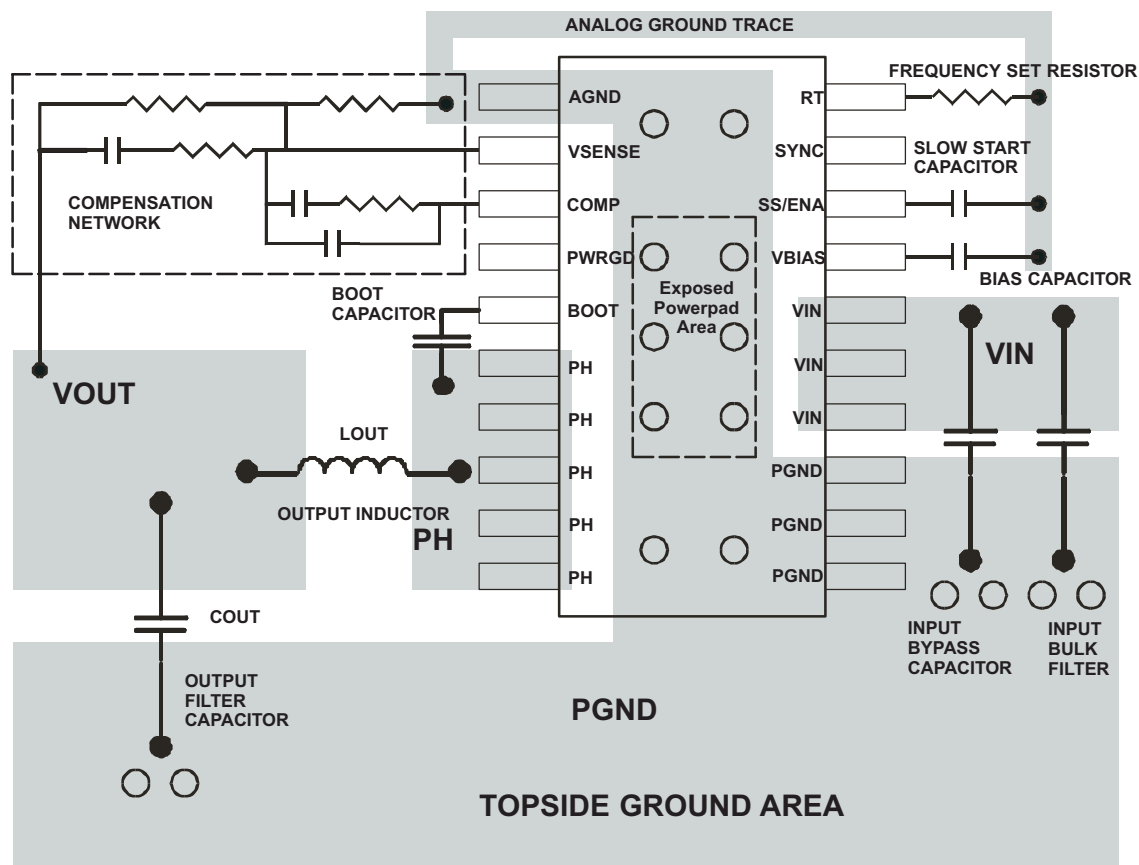 ANALOG GROUND TRACE
FREQUENCY SET RESISTOR
AGND
RT
VSENSE
SYNC
SLOW START
CAPACITOR
COMPENSATION
NETWORK
COMP
SS/ENA
PWRGD
VBIAS
BIAS CAPACITOR
Exposed
Powerpad
Area
BOOT
CAPACITOR
BOOT
VIN
VIN
PH
VIN
VOUT
PH
VIN
LOUT
PH
PGND
OUTPUT INDUCTOR
PH
PH
PGND
PH
PGND
COUT
INPUT
BYPASS
CAPACITOR
INPUT
BULK
FILTER
OUTPUT
FILTER
CAPACITOR
PGND
TOPSIDE GROUND AREA